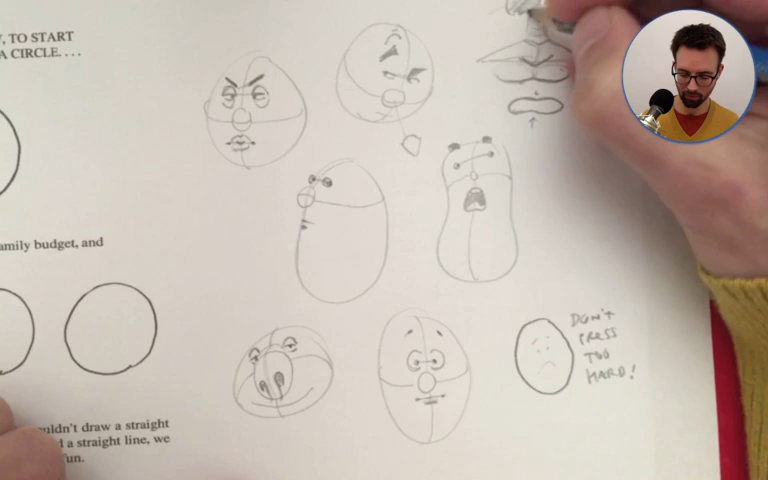 , TO START
A CIRCLE....
amily budget, and
uldn't draw a straight
d a straight line, we
fun.
DON'T
PRESS
TOO
HARD!